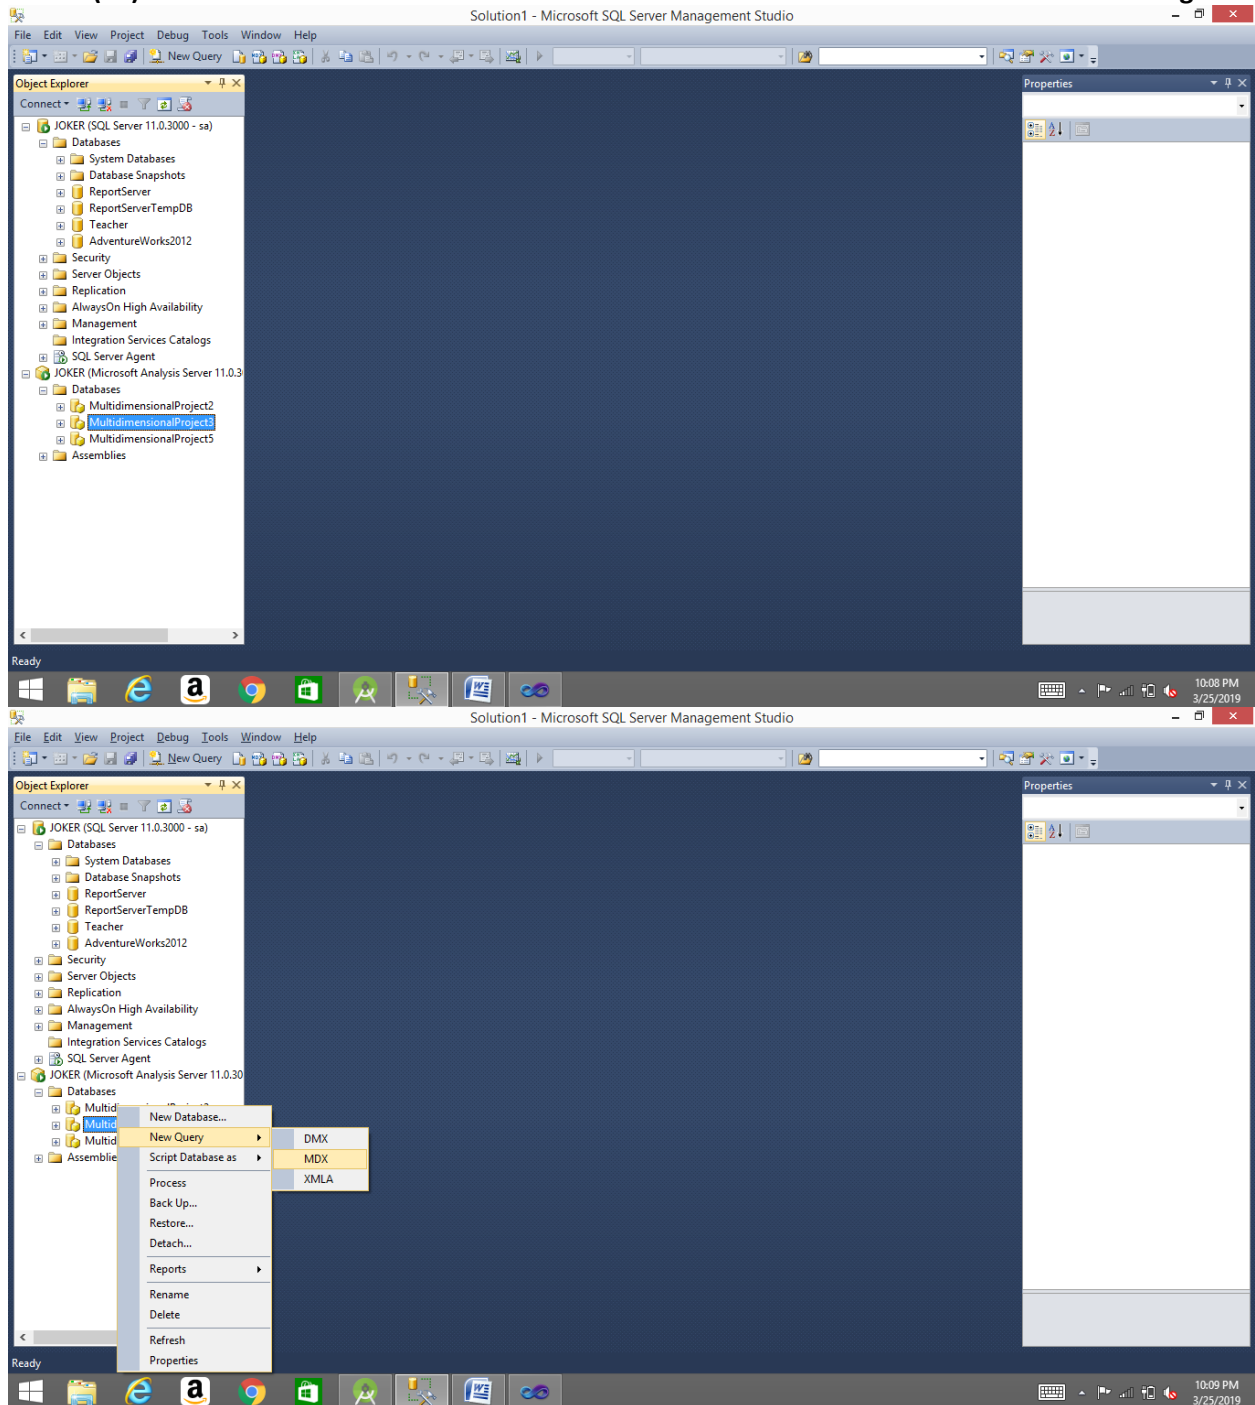 Solution1 - Microsoft SQL Server Management Studio
File Edit View Project Debug Tools Window Help
New Query
Object Explorer
Properties
Connect
JOKER (SQL Server 11.0.3000 - sa)
Databases
System Databases
Database Snapshots
ReportServer
ReportServerTempDB
Teacher
AdventureWorks2012
Security
Server Objects
Replication
AlwaysOn High Availability
Management
Integration Services Catalogs
SQL Server Agent
JOKER (Microsoft Analysis Server 11.0.3
Databases
MultidimensionalProject2
MultidimensionalProject3
MultidimensionalProject5
Assemblies
Ready
10:08 PM
3/25/2019
Solution1 - Microsoft SQL Server Management Studio
File Edit View Project Debug Tools Window Help
New Query
Object Explorer
Properties
Connect
JOKER (SQL Server 11.0.3000 - sa)
Databases
System Databases
Database Snapshots
ReportServer
ReportServerTempDB
Teacher
AdventureWorks2012
Security
Server Objects
Replication
AlwaysOn High Availability
Management
Integration Services Catalogs
SQL Server Agent
JOKER (Microsoft Analysis Server 11.0.30
Databases
Multid
Multid
Multid
Assemblie
New Database...
New Query
DMX
Script Database as
MDX
XMLA
Process
Back Up...
Restore...
Detach...
Reports
Rename
Delete
Refresh
Properties
Ready
10:09 PM
3/25/2019